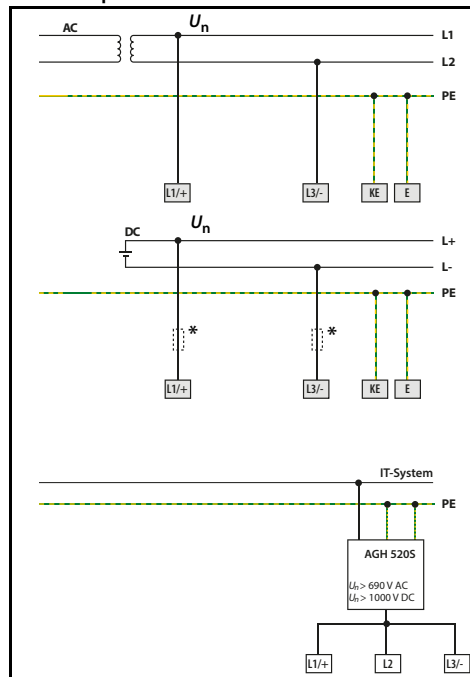 AC
Un
L1
L2
PE
L1/+ L3/- KE E
Un
DC
L+
L-
PE
* *
L1/+ L3/- KE E
IT-System
PE
AGH 520S
Un > 690 V AC
Un > 1000 V DC
L1/+ L2 L3/-